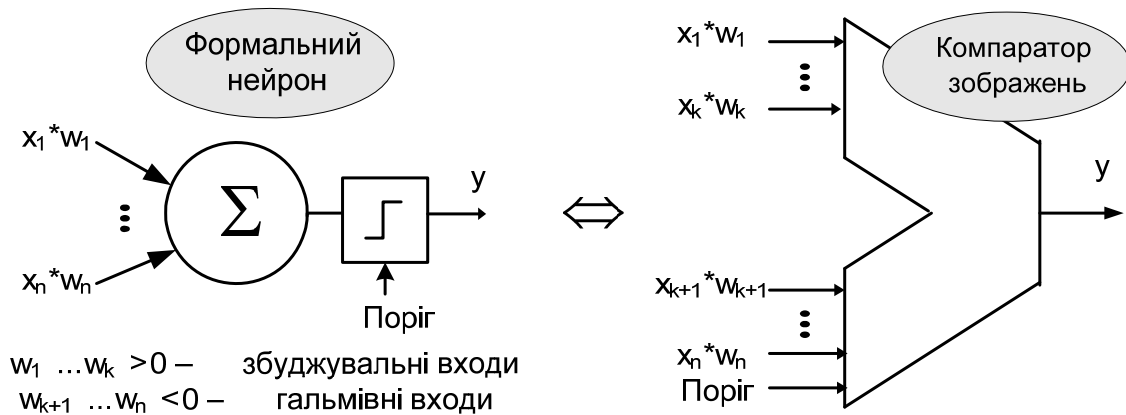 Формальний
нейрон
x₁*w₁
xₙ*wₙ
Σ
y
Поріг
w₁ ...wₖ >0 – збуджувальні входи
wₖ₊₁ ...wₙ <0 – гальмівні входи
⇔
Компаратор
зображень
x₁*w₁
xₖ*wₖ
xₖ₊₁*wₖ₊₁
xₙ*wₙ
Поріг
y